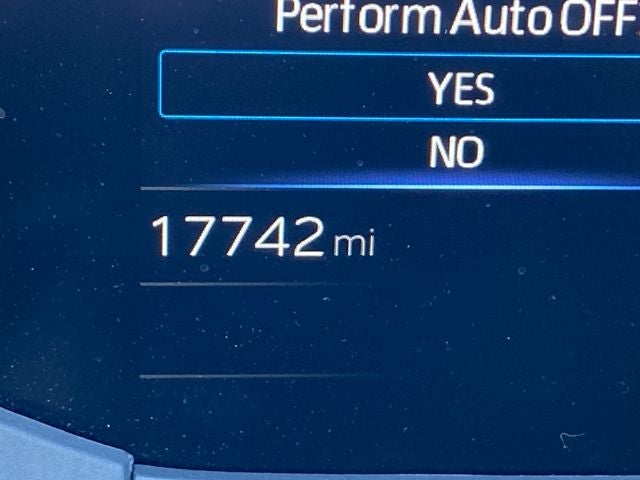 Perform Auto OFF
YES
NO
17742 mi